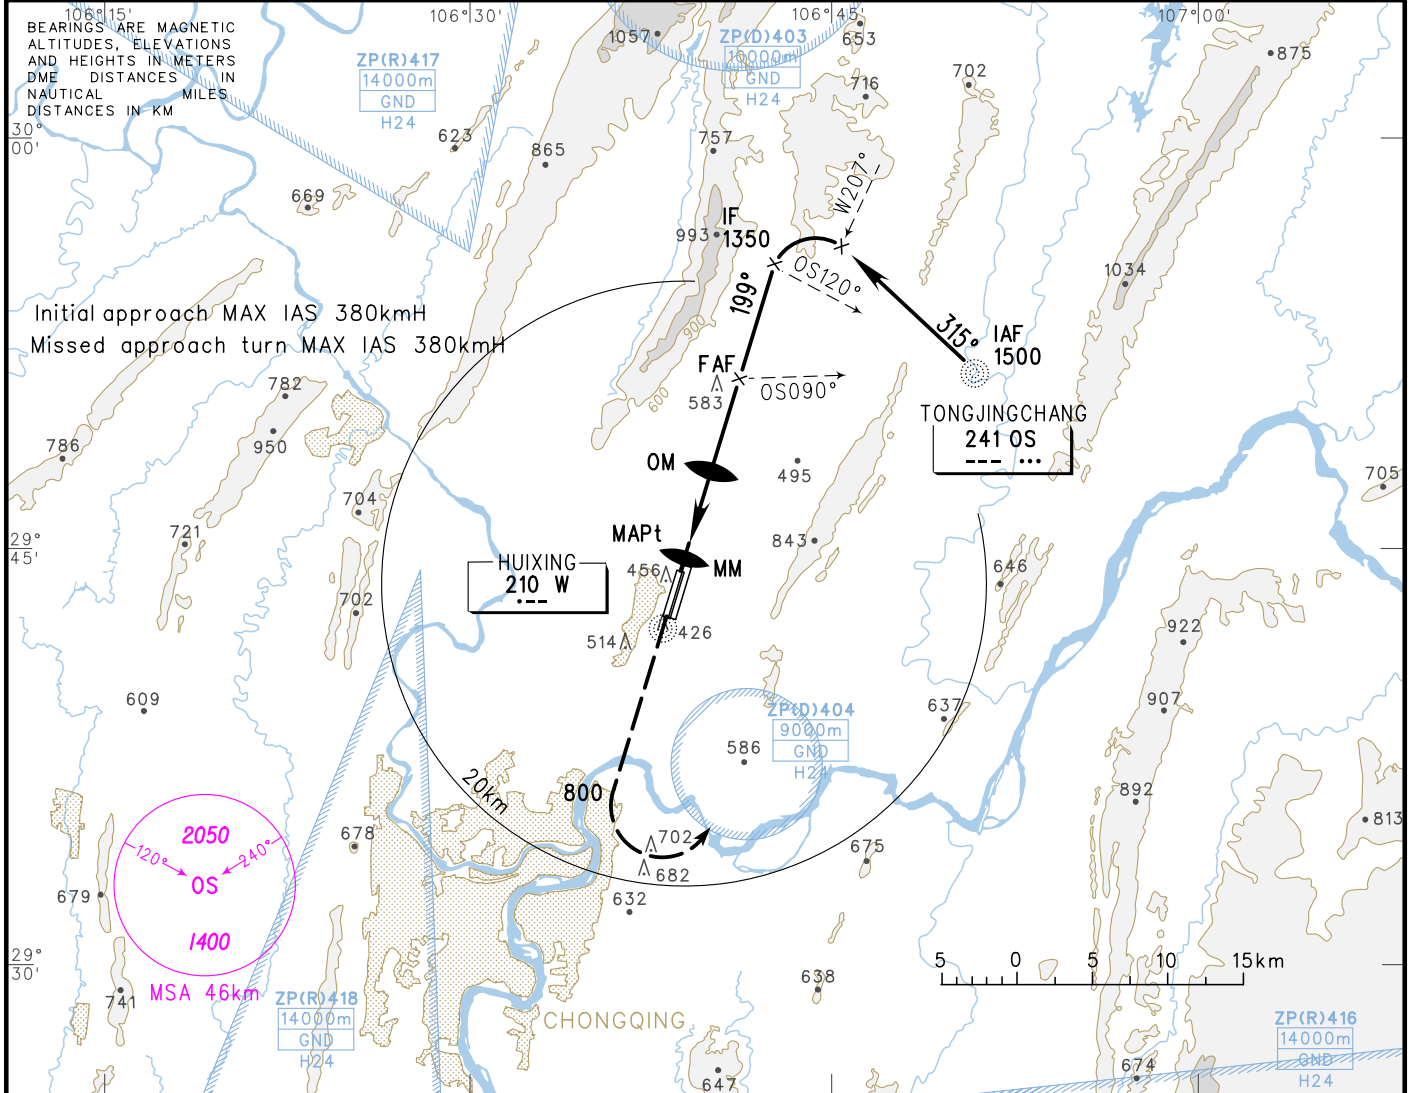 106°15'
106°30'
106°45'
107°00'
BEARINGS ARE MAGNETIC
ALTITUDES, ELEVATIONS
AND HEIGHTS IN METERS
DME DISTANCES IN
NAUTICAL MILES
DISTANCES IN KM
ZP(R)417
14000m
GND
H24
1057
ZP(D)403
10000m
GND
H24
653
716
702
875
30°
00'
623
865
757
669
W207°
IF
1350
993
OS120°
1034
199°
Initial approach MAX IAS 380kmH
Missed approach turn MAX IAS 380kmH
900
315°
IAF
1500
FAF
583
OS090°
600
782
950
786
TONGJINGCHANG
241 OS
--- ···
OM
495
705
704
721
843
MAPt
MM
29°
45'
HUIXING
210 W
·--
456
646
702
514
426
922
609
ZP(D)404
9000m
GND
H24
586
637
907
20km
800
892
813
2050
120°
240°
OS
1400
MSA 46km
678
702
682
675
679
632
29°
30'
741
638
5 0 5 10 15km
ZP(R)418
14000m
GND
H24
CHONGQING
ZP(R)416
14000m
GND
H24
674
647